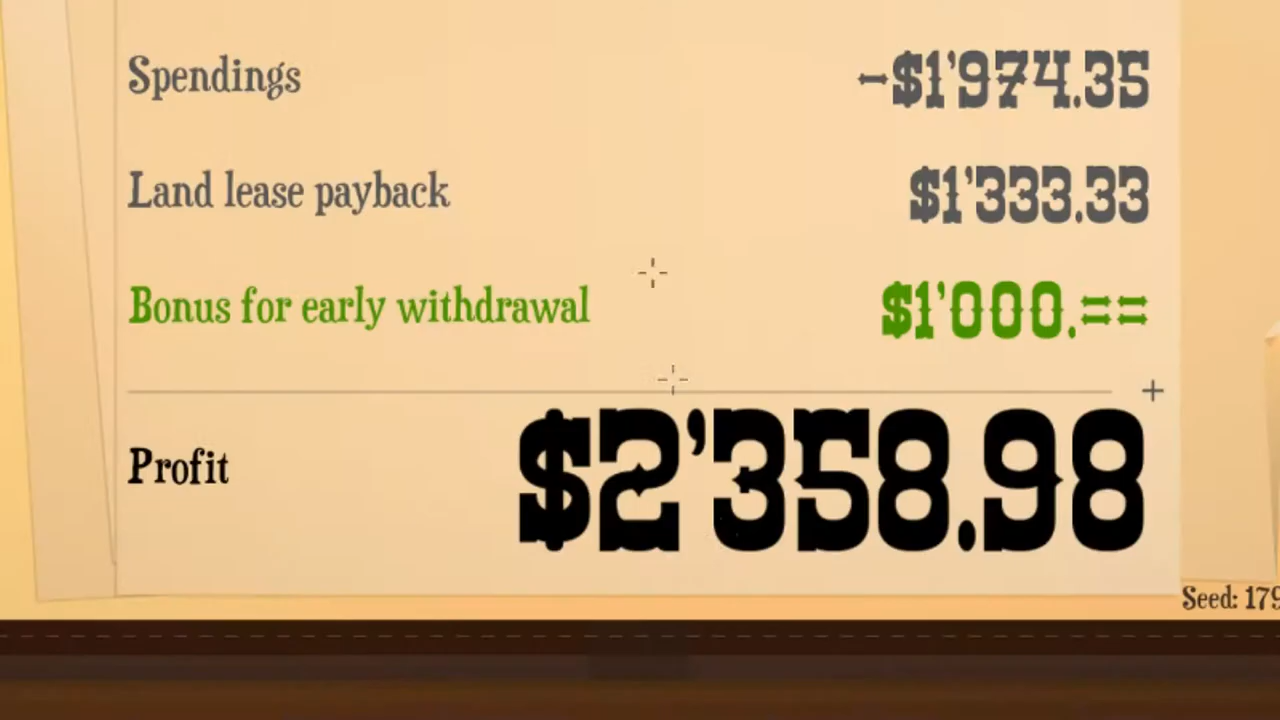 Spendings -$1'974.35
Land lease payback $1'333.33
Bonus for early withdrawal $1'000.==
+
Profit $2'358.98
Seed: 179